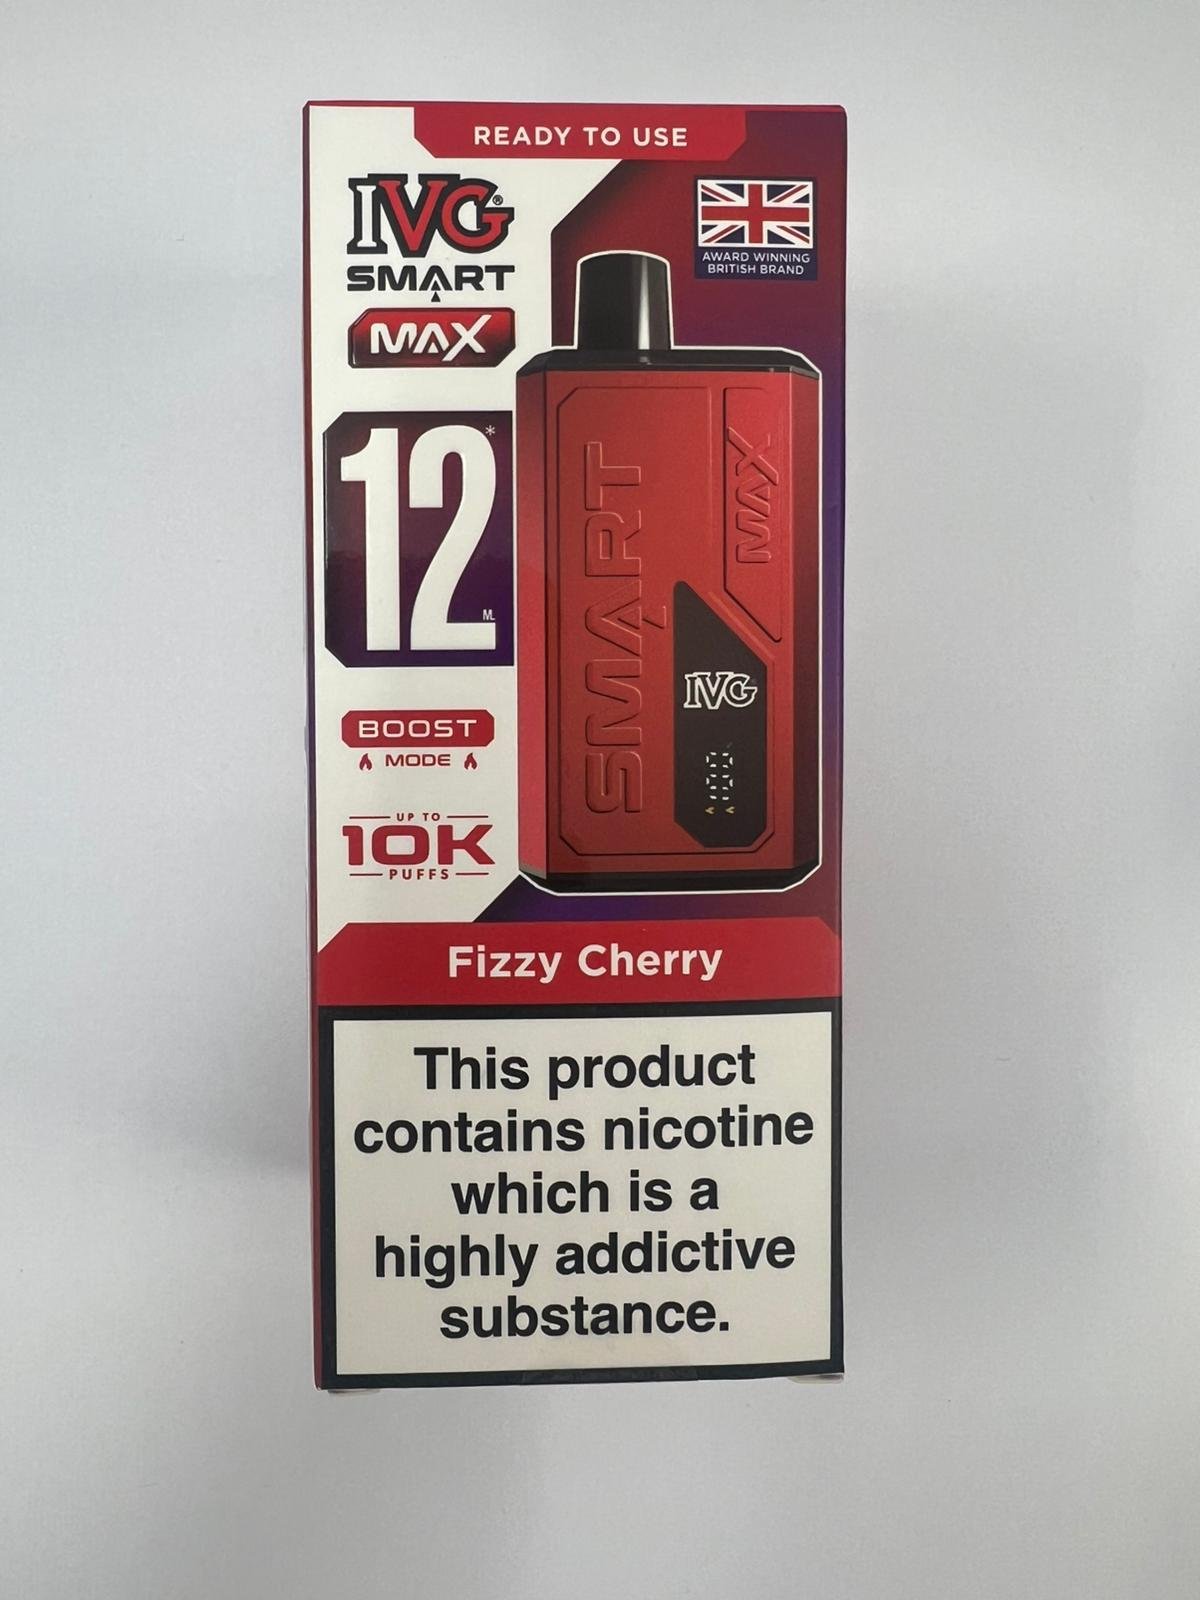 READY TO USE
IVG®
SMART
MAX
AWARD WINNING
BRITISH BRAND
12*
ML
BOOST
MODE
UP TO
10K
PUFFS
SMART
MAX
IVG
100
Fizzy Cherry
This product
contains nicotine
which is a
highly addictive
substance.